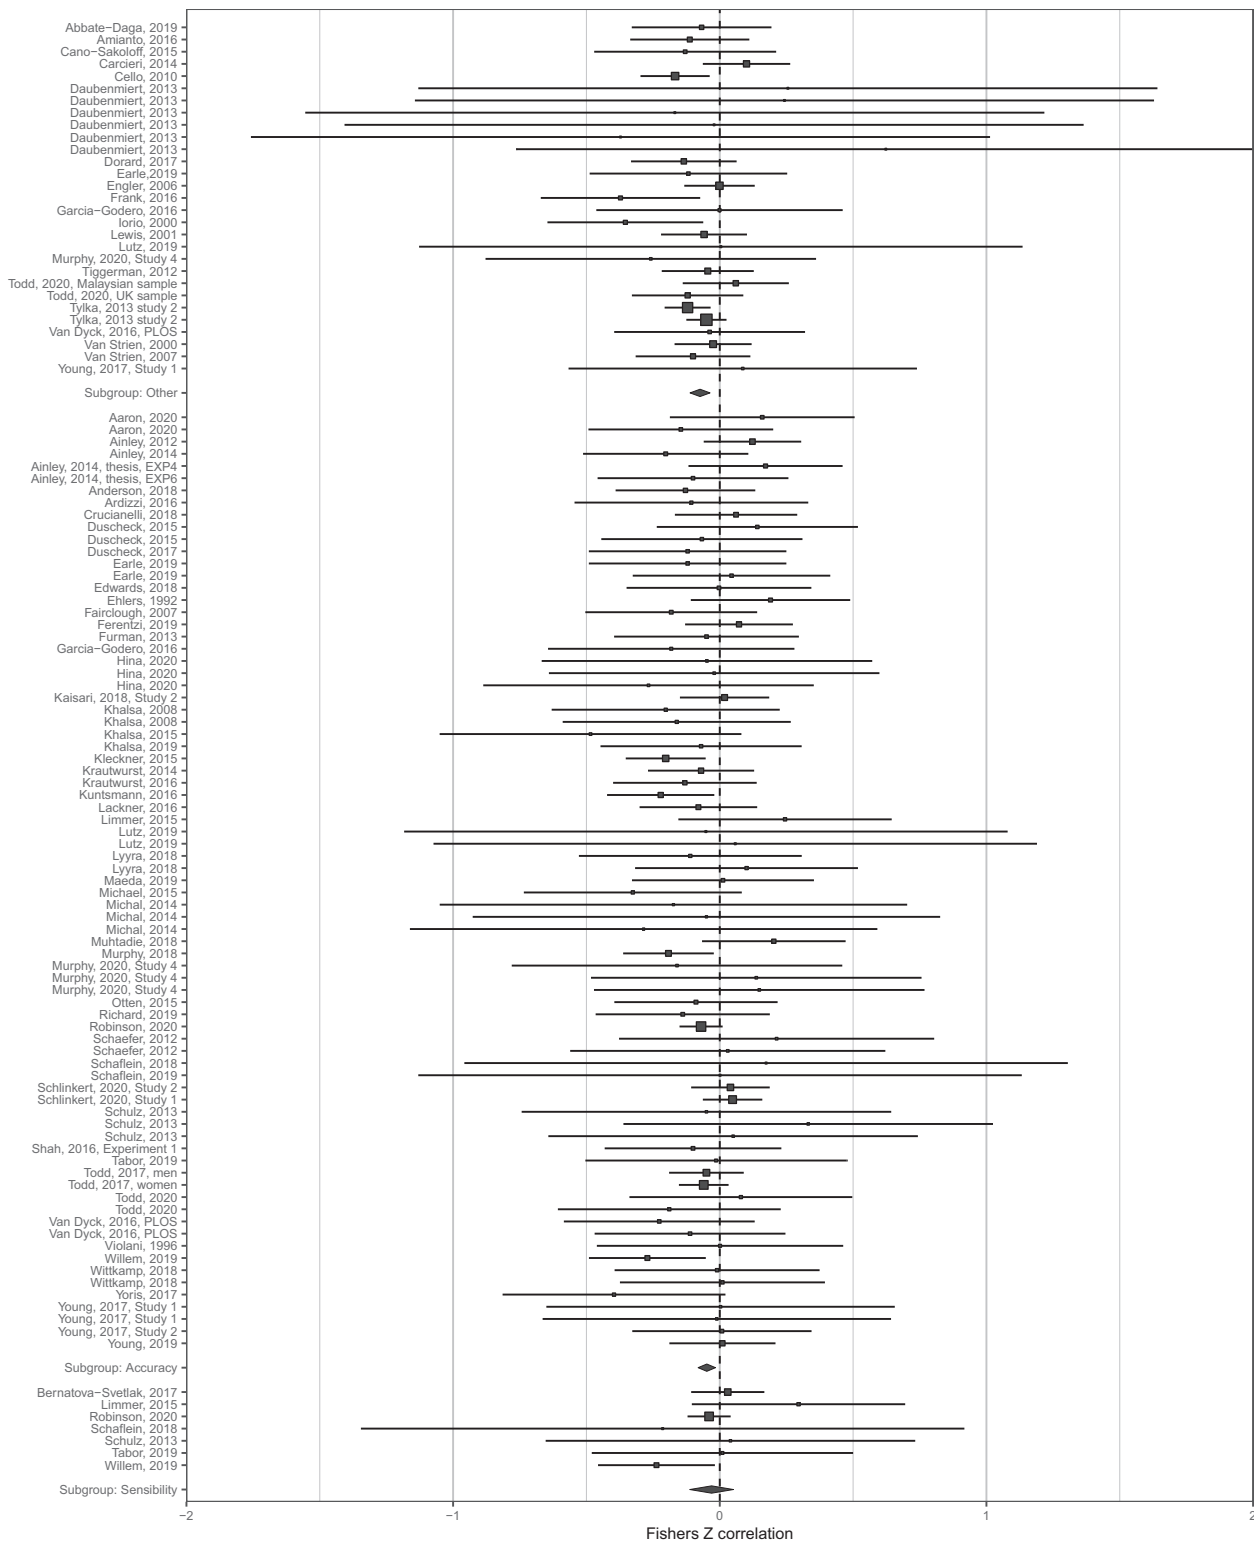 Abbate−Daga, 2019
Amianto, 2016
Cano−Sakoloff, 2015
Carcieri, 2014
Cello, 2010
Daubenmiert, 2013
Daubenmiert, 2013
Daubenmiert, 2013
Daubenmiert, 2013
Daubenmiert, 2013
Daubenmiert, 2013
Dorard, 2017
Earle,2019
Engler, 2006
Frank, 2016
Garcia−Godero, 2016
Iorio, 2000
Lewis, 2001
Lutz, 2019
Murphy, 2020, Study 4
Tiggerman, 2012
Todd, 2020, Malaysian sample
Todd, 2020, UK sample
Tylka, 2013 study 2
Tylka, 2013 study 2
Van Dyck, 2016, PLOS
Van Strien, 2000
Van Strien, 2007
Young, 2017, Study 1
Subgroup: Other
Aaron, 2020
Aaron, 2020
Ainley, 2012
Ainley, 2014
Ainley, 2014, thesis, EXP4
Ainley, 2014, thesis, EXP6
Anderson, 2018
Ardizzi, 2016
Crucianelli, 2018
Duscheck, 2015
Duscheck, 2015
Duscheck, 2017
Earle, 2019
Earle, 2019
Edwards, 2018
Ehlers, 1992
Fairclough, 2007
Ferentzi, 2019
Furman, 2013
Garcia−Godero, 2016
Hina, 2020
Hina, 2020
Hina, 2020
Kaisari, 2018, Study 2
Khalsa, 2008
Khalsa, 2008
Khalsa, 2015
Khalsa, 2019
Kleckner, 2015
Krautwurst, 2014
Krautwurst, 2016
Kuntsmann, 2016
Lackner, 2016
Limmer, 2015
Lutz, 2019
Lutz, 2019
Lyyra, 2018
Lyyra, 2018
Maeda, 2019
Michael, 2015
Michal, 2014
Michal, 2014
Michal, 2014
Muhtadie, 2018
Murphy, 2018
Murphy, 2020, Study 4
Murphy, 2020, Study 4
Murphy, 2020, Study 4
Otten, 2015
Richard, 2019
Robinson, 2020
Schaefer, 2012
Schaefer, 2012
Schaflein, 2018
Schaflein, 2019
Schlinkert, 2020, Study 2
Schlinkert, 2020, Study 1
Schulz, 2013
Schulz, 2013
Schulz, 2013
Shah, 2016, Experiment 1
Tabor, 2019
Todd, 2017, men
Todd, 2017, women
Todd, 2020
Todd, 2020
Van Dyck, 2016, PLOS
Van Dyck, 2016, PLOS
Violani, 1996
Willem, 2019
Wittkamp, 2018
Wittkamp, 2018
Yoris, 2017
Young, 2017, Study 1
Young, 2017, Study 1
Young, 2017, Study 2
Young, 2019
Subgroup: Accuracy
Bernatova−Svetlak, 2017
Limmer, 2015
Robinson, 2020
Schaflein, 2018
Schulz, 2013
Tabor, 2019
Willem, 2019
Subgroup: Sensibility
−2 −1 0 1 2
Fishers Z correlation